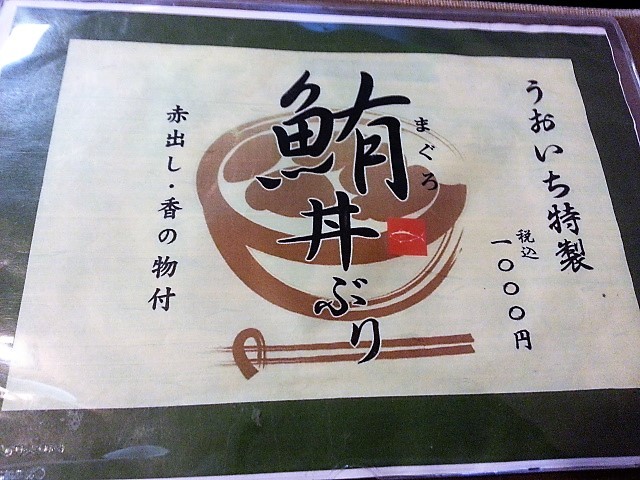 うおいち特製
税込
一〇〇〇円
まぐろ
鮪丼ぶり
赤出し・香の物付